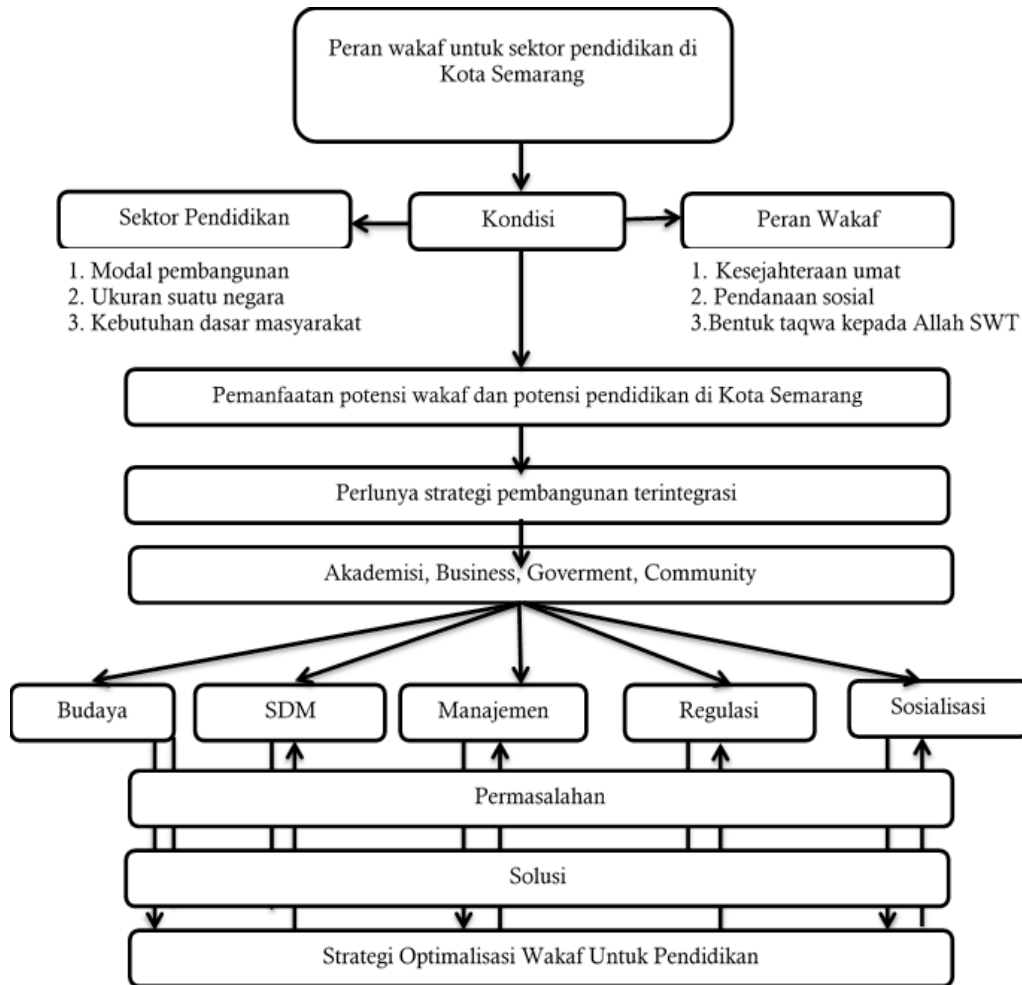 Peran wakaf untuk sektor pendidikan di
Kota Semarang
Sektor Pendidikan
Kondisi
Peran Wakaf
1. Modal pembangunan
2. Ukuran suatu negara
3. Kebutuhan dasar masyarakat
1. Kesejahteraan umat
2. Pendanaan sosial
3.Bentuk taqwa kepada Allah SWT
Pemanfaatan potensi wakaf dan potensi pendidikan di Kota Semarang
Perlunya strategi pembangunan terintegrasi
Akademisi, Business, Goverment, Community
Budaya
SDM
Manajemen
Regulasi
Sosialisasi
Permasalahan
Solusi
Strategi Optimalisasi Wakaf Untuk Pendidikan